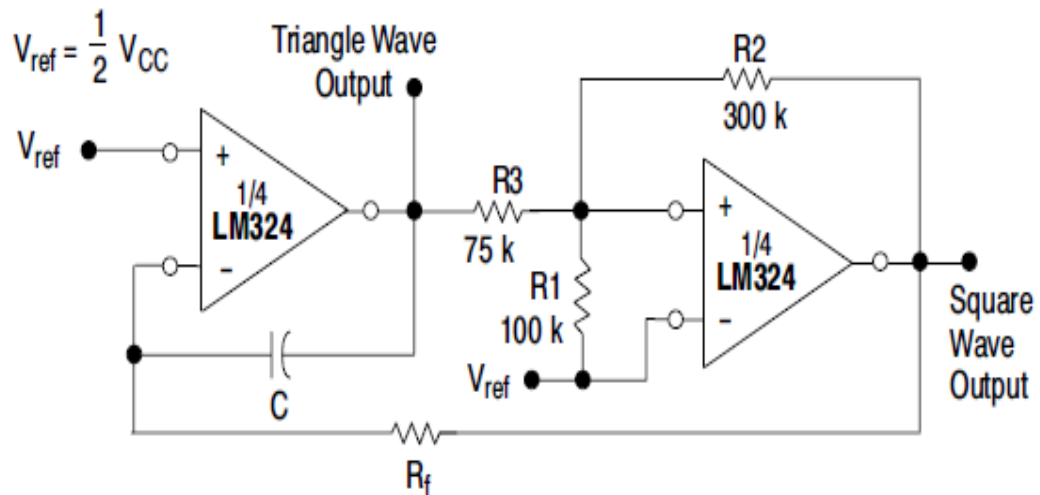 V_ref = 1/2 V_CC
Triangle Wave
Output
R2
300 k
V_ref
+
1/4
LM324
−
R3
75 k
+
1/4
LM324
−
R1
100 k
V_ref
Square
Wave
Output
C
R_f